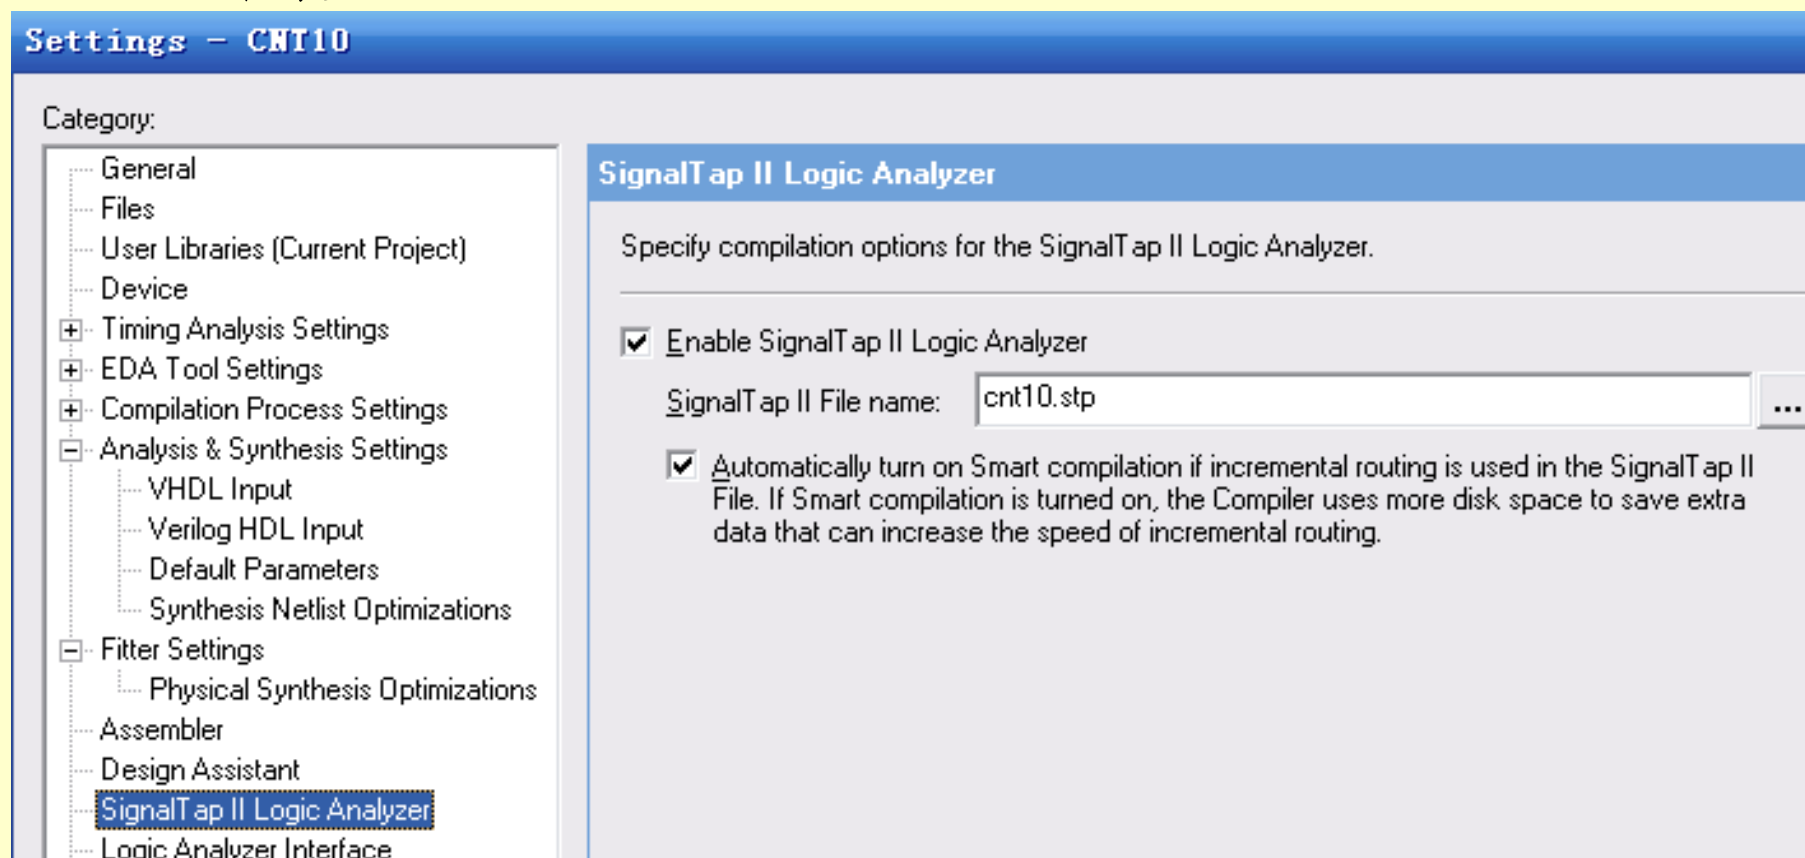 Settings - CNT10
Category:
General
Files
User Libraries (Current Project)
Device
Timing Analysis Settings
EDA Tool Settings
Compilation Process Settings
Analysis & Synthesis Settings
VHDL Input
Verilog HDL Input
Default Parameters
Synthesis Netlist Optimizations
Fitter Settings
Physical Synthesis Optimizations
Assembler
Design Assistant
SignalTap II Logic Analyzer
Logic Analyzer Interface
SignalTap II Logic Analyzer
Specify compilation options for the SignalTap II Logic Analyzer.
Enable SignalTap II Logic Analyzer
SignalTap II File name: cnt10.stp ...
Automatically turn on Smart compilation if incremental routing is used in the SignalTap II
File. If Smart compilation is turned on, the Compiler uses more disk space to save extra
data that can increase the speed of incremental routing.